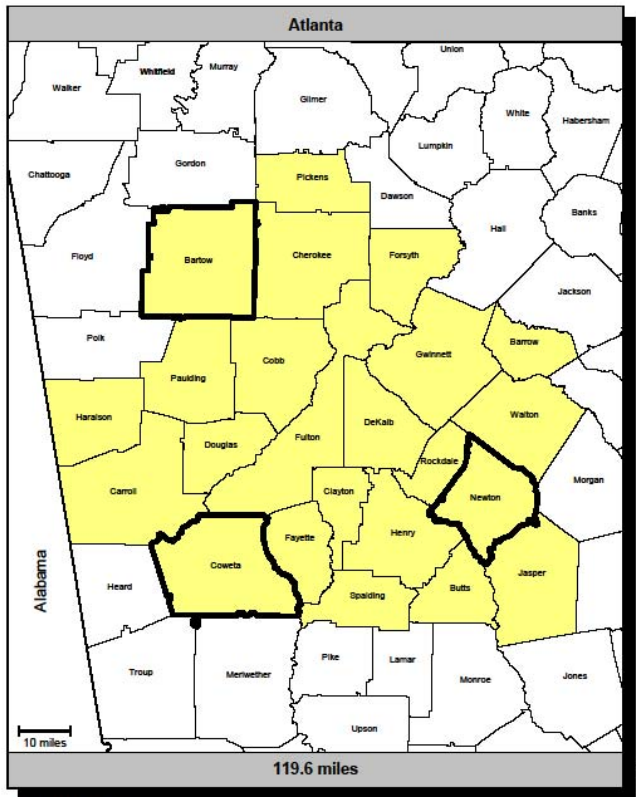 Atlanta
Union
Murray
Whitfield
Walker
Gilmer
White
Habersham
Lumpkin
Gordon
Chattooga
Pickens
Dawson
Banks
Hall
Floyd
Bartow
Cherokee
Forsyth
Jackson
Polk
Barrow
Gwinnett
Cobb
Paulding
Haralson
Walton
DeKalb
Fulton
Douglas
Rockdale
Morgan
Carroll
Clayton
Newton
Henry
Fayette
Coweta
Jasper
Alabama
Heard
Butts
Spalding
Pike
Lamar
Troup
Meriwether
Monroe
Jones
Upson
10 miles
119.6 miles